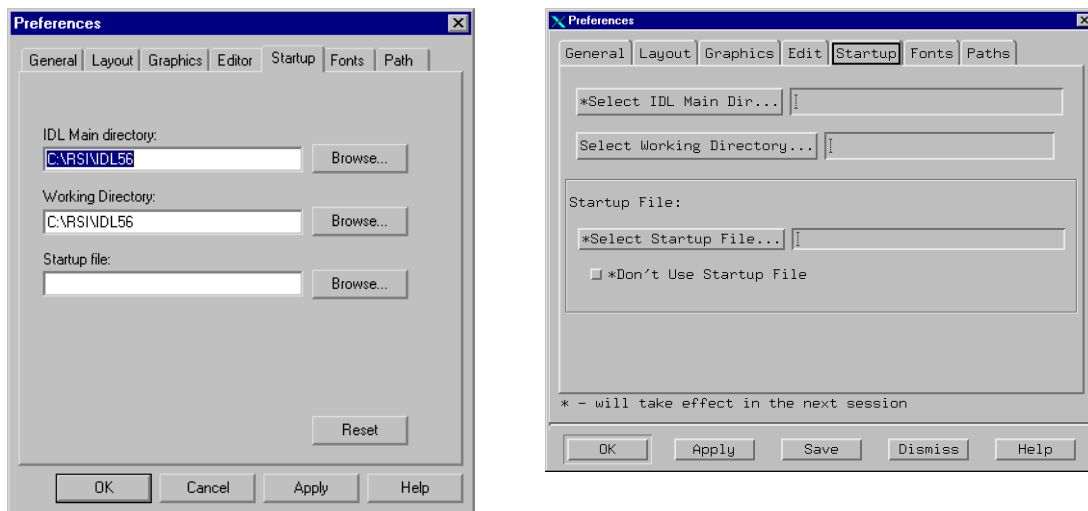 Preferences
General Layout Graphics Editor Startup Fonts Path
IDL Main directory:
C:\RSI\IDL56
Browse...
Working Directory:
C:\RSI\IDL56
Browse...
Startup file:
Browse...
Reset
OK Cancel Apply Help
Preferences
General Layout Graphics Edit Startup Fonts Paths
*Select IDL Main Dir...
Select Working Directory...
Startup File:
*Select Startup File...
*Don't Use Startup File
* - will take effect in the next session
OK Apply Save Dismiss Help